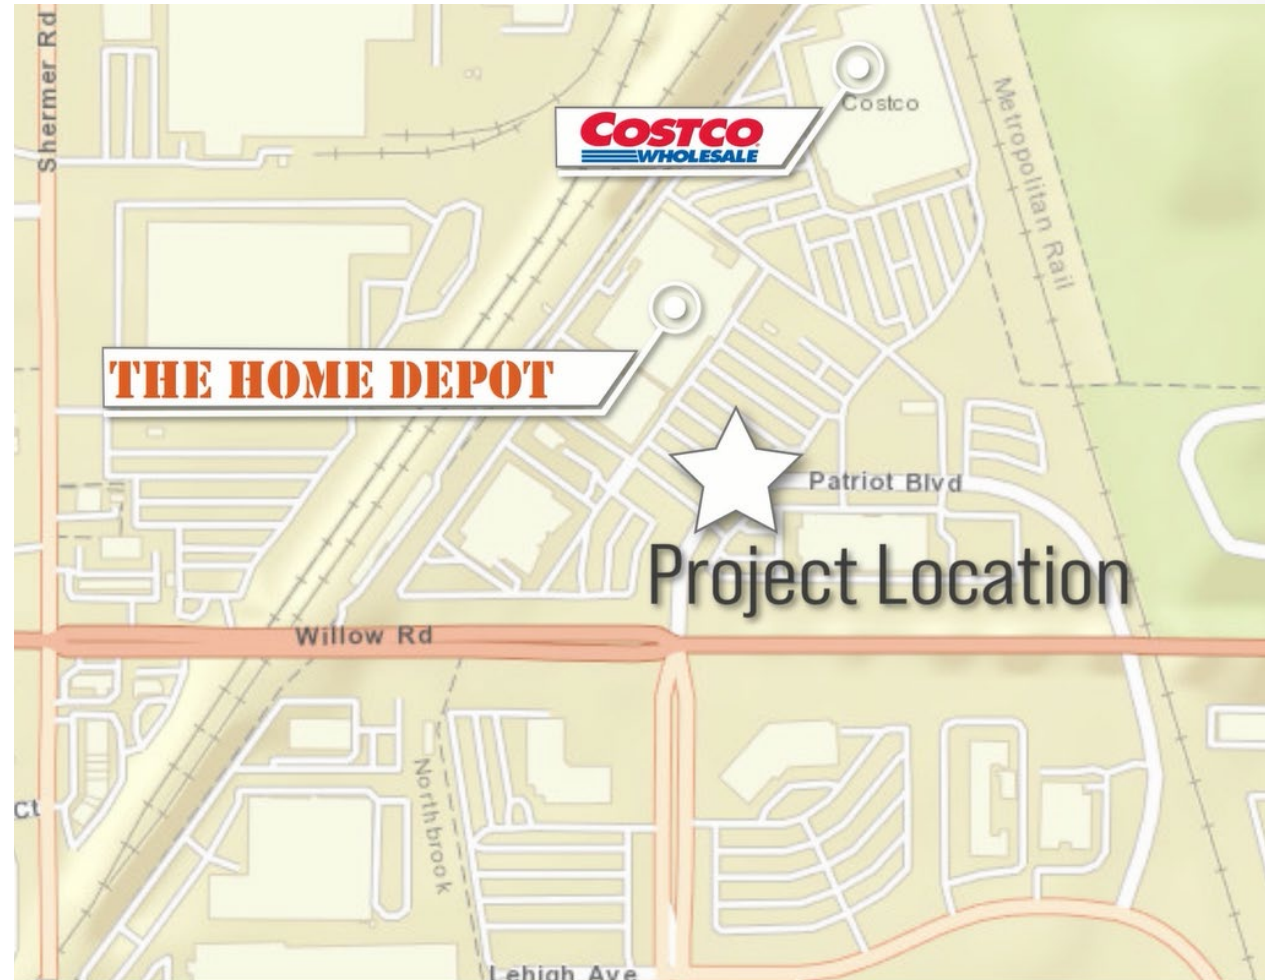 Shermer Rd
COSTCO
WHOLESALE
Costco
Metropolitan Rail
THE HOME DEPOT
Patriot Blvd
Project Location
Willow Rd
Northbrook
Ct
Lehigh Ave